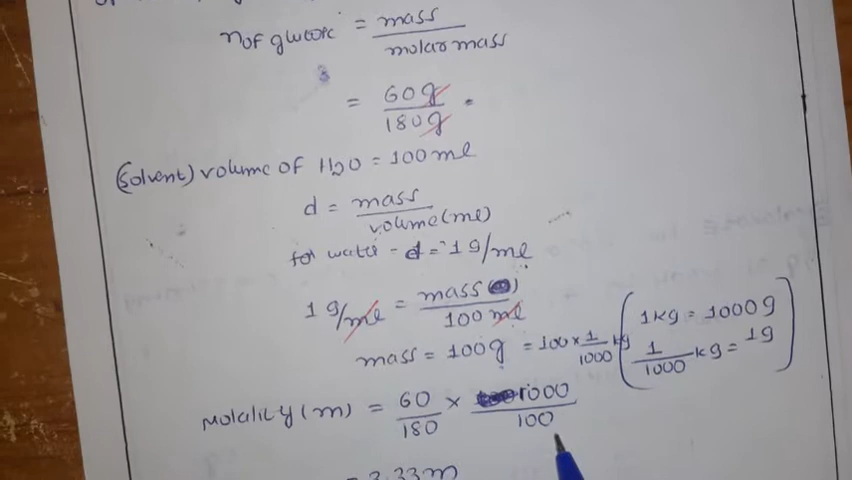 n of glucose = mass / molar mass
= 60g / 180g
(Solvent) volume of H2O = 100 ml
d = mass / volume(ml)
for water = d = 1 g/ml
1 g/ml = mass / 100 ml
mass = 100g = 100 × 1/1000 kg
(1kg = 1000g
1/1000 kg = 1g)
Molality (m) = 60/180 × 1000/100
= 3.33m